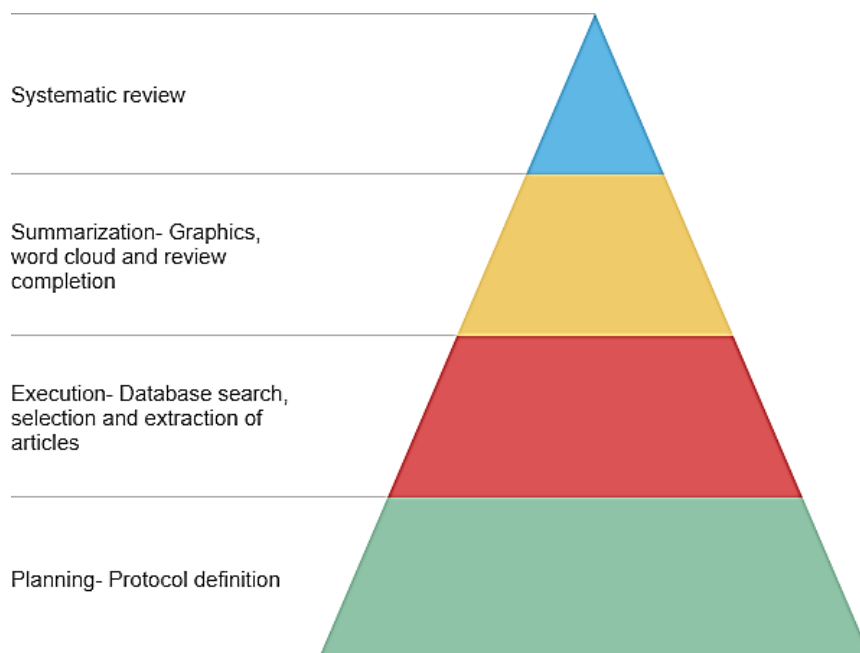 Systematic review
Summarization- Graphics,
word cloud and review
completion
Execution- Database search,
selection and extraction of
articles
Planning- Protocol definition